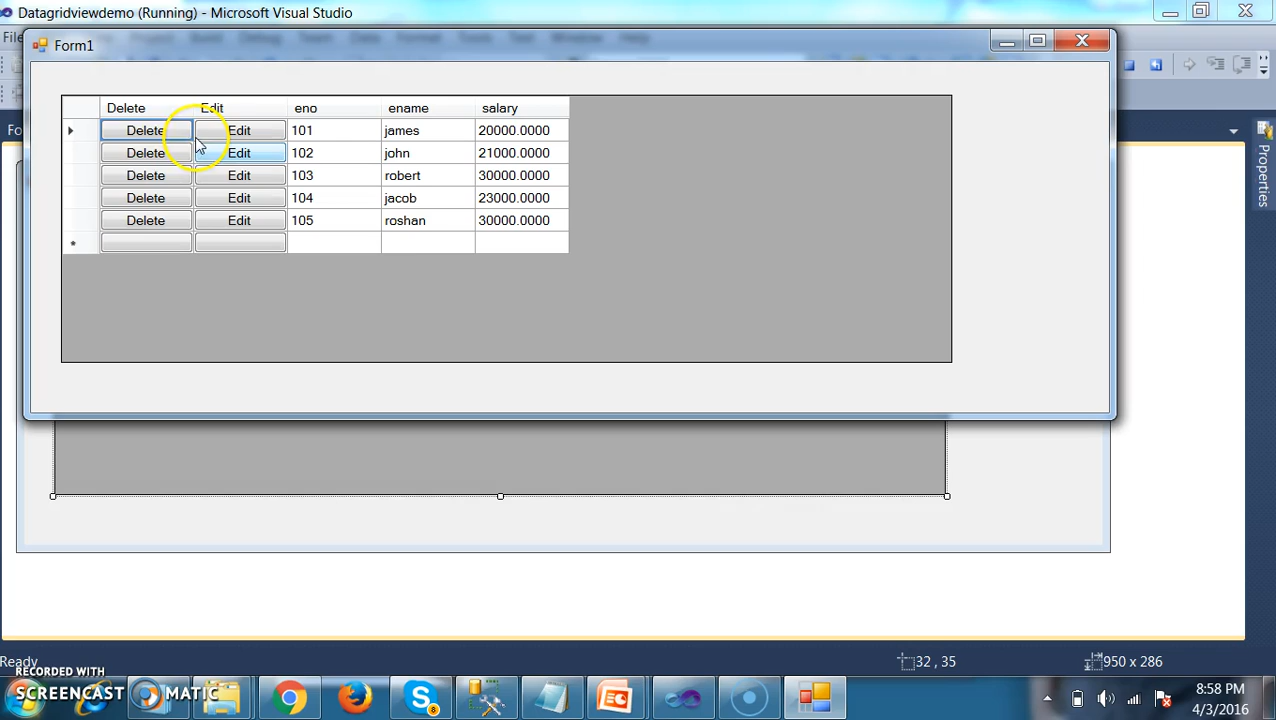 Datagridviewdemo (Running) - Microsoft Visual Studio
Form1
Delete Edit eno ename salary
Delete Edit 101 james 20000.0000
Delete Edit 102 john 21000.0000
Delete Edit 103 robert 30000.0000
Delete Edit 104 jacob 23000.0000
Delete Edit 105 roshan 30000.0000
*
Properties
Ready
32 , 35
950 x 286
RECORDED WITH
SCREENCAST MATIC
8:58 PM
4/3/2016